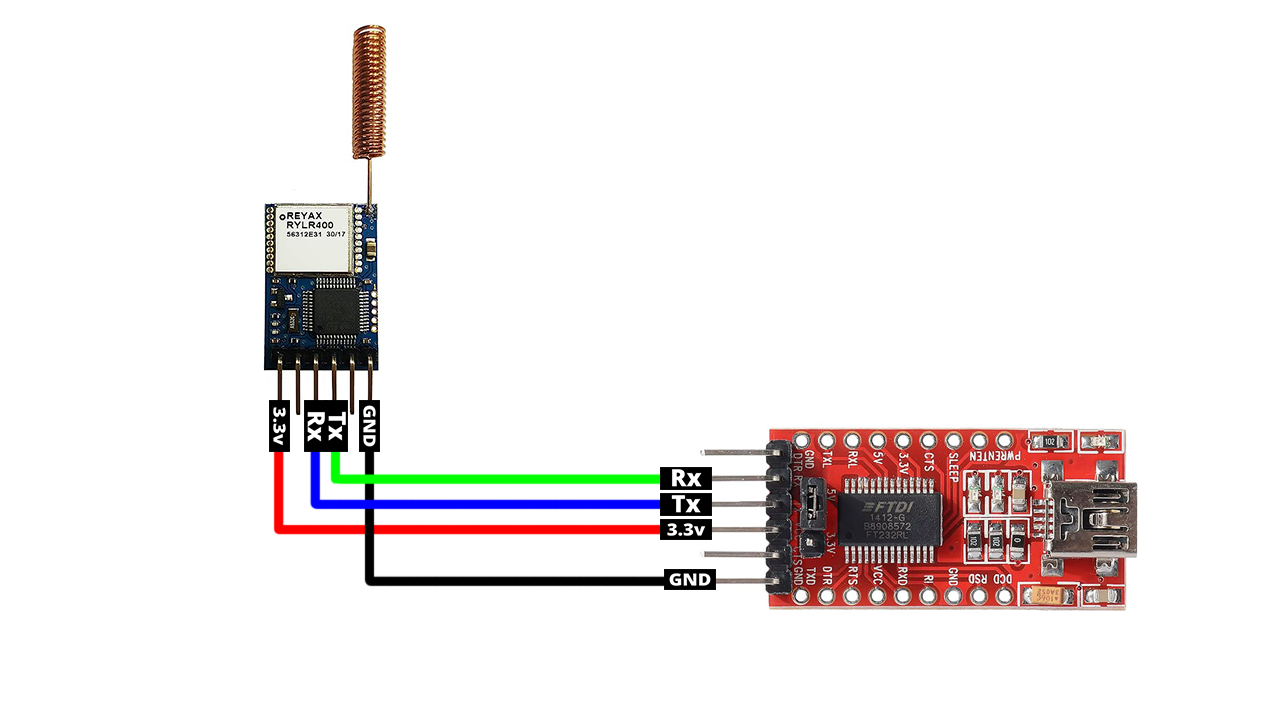 REYAX
RYLR400
56312E31 30/17
3.3v
Rx
Tx
GND
Rx
Tx
3.3v
GND
DTR
RX
GND
TXL
RXL
5V
3.3V
CTS
SLEEP
PWRENTEN
5V
3.3V
FTDI
1412-G
B8908572
FT232RL
102
102
102
0
GND
TXD
DTR
RTS
VCC
RXD
RI
GND
RSD
DCD